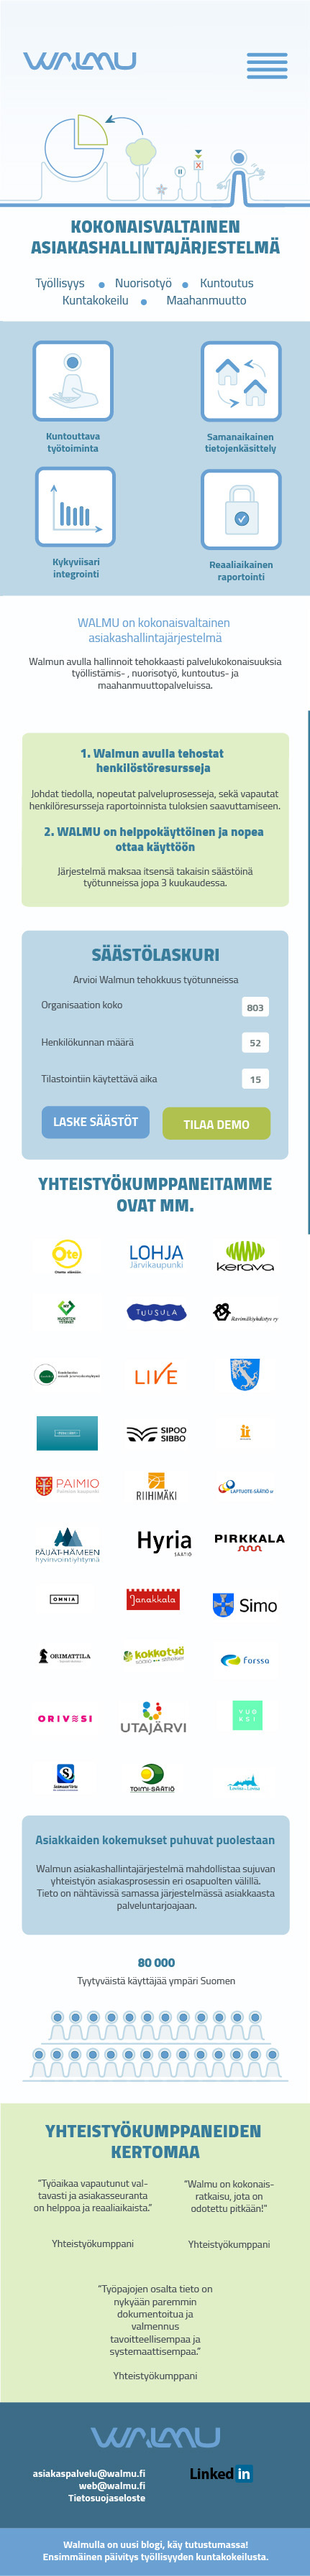 WALMU
KOKONAISVALTAINEN
ASIAKASHALLINTAJÄRJESTELMÄ
Työllisyys • Nuorisotyö • Kuntoutus
Kuntakokeilu • Maahanmuutto
Kuntouttava
työtoiminta
Samanaikainen
tietojenkäsittely
Kykyviisari
integrointi
Reaaliaikainen
raportointi
WALMU on kokonaisvaltainen
asiakashallintajärjestelmä
Walmun avulla hallinnoit tehokkaasti palvelukokonaisuuksia
työllistämis- , nuorisotyö, kuntoutus- ja
maahanmuuttopalveluissa.
1. Walmun avulla tehostat
henkilöstöresursseja
Johdat tiedolla, nopeutat palveluprosesseja, sekä vapautat
henkilöresursseja raportoinnista tuloksien saavuttamiseen.
2. WALMU on helppokäyttöinen ja nopea
ottaa käyttöön
Järjestelmä maksaa itsensä takaisin säästöinä
työtunneissa jopa 3 kuukaudessa.
SÄÄSTÖLASKURI
Arvioi Walmun tehokkuus työtunneissa
Organisaation koko 803
Henkilökunnan määrä 52
Tilastointiin käytettävä aika 15
LASKE SÄÄSTÖT TILAA DEMO
YHTEISTYÖKUMPPANEITAMME
OVAT MM.
Ote
LOHJA
Järvikaupunki
kerava
TUUSULA
LIVE
SIPOO
SIBBO
PAIMIO
RIIHIMÄKI
PÄIJÄT-HÄMEEN
hyvinvointiyhtymä
Hyria
SÄÄTIÖ
PIRKKALA
OMNIA
Janakkala
Simo
ORIMATTILA
kokkotyö
forssa
ORIVESI
UTAJÄRVI
TOIMI-SÄÄTIÖ
Asiakkaiden kokemukset puhuvat puolestaan
Walmun asiakashallintajärjestelmä mahdollistaa sujuvan
yhteistyön asiakasprosessin eri osapuolten välillä.
Tieto on nähtävissä samassa järjestelmässä asiakkaasta
palveluntarjoajaan.
80 000
Tyytyväistä käyttäjää ympäri Suomen
YHTEISTYÖKUMPPANEIDEN
KERTOMAA
“Työaikaa vapautunut val-
tavasti ja asiakasseuranta
on helppoa ja reaaliaikaista.”
Yhteistyökumppani
“Walmu on kokonais-
ratkaisu, jota on
odotettu pitkään!”
Yhteistyökumppani
“Työpajojen osalta tieto on
nykyään paremmin
dokumentoitua ja
valmennus
tavoitteellisempaa ja
systemaattisempaa.”
Yhteistyökumppani
WALMU
asiakaspalvelu@walmu.fi
web@walmu.fi
Tietosuojaseloste
Linked in
Walmulla on uusi blogi, käy tutustumassa!
Ensimmäinen päivitys työllisyyden kuntakokeilusta.